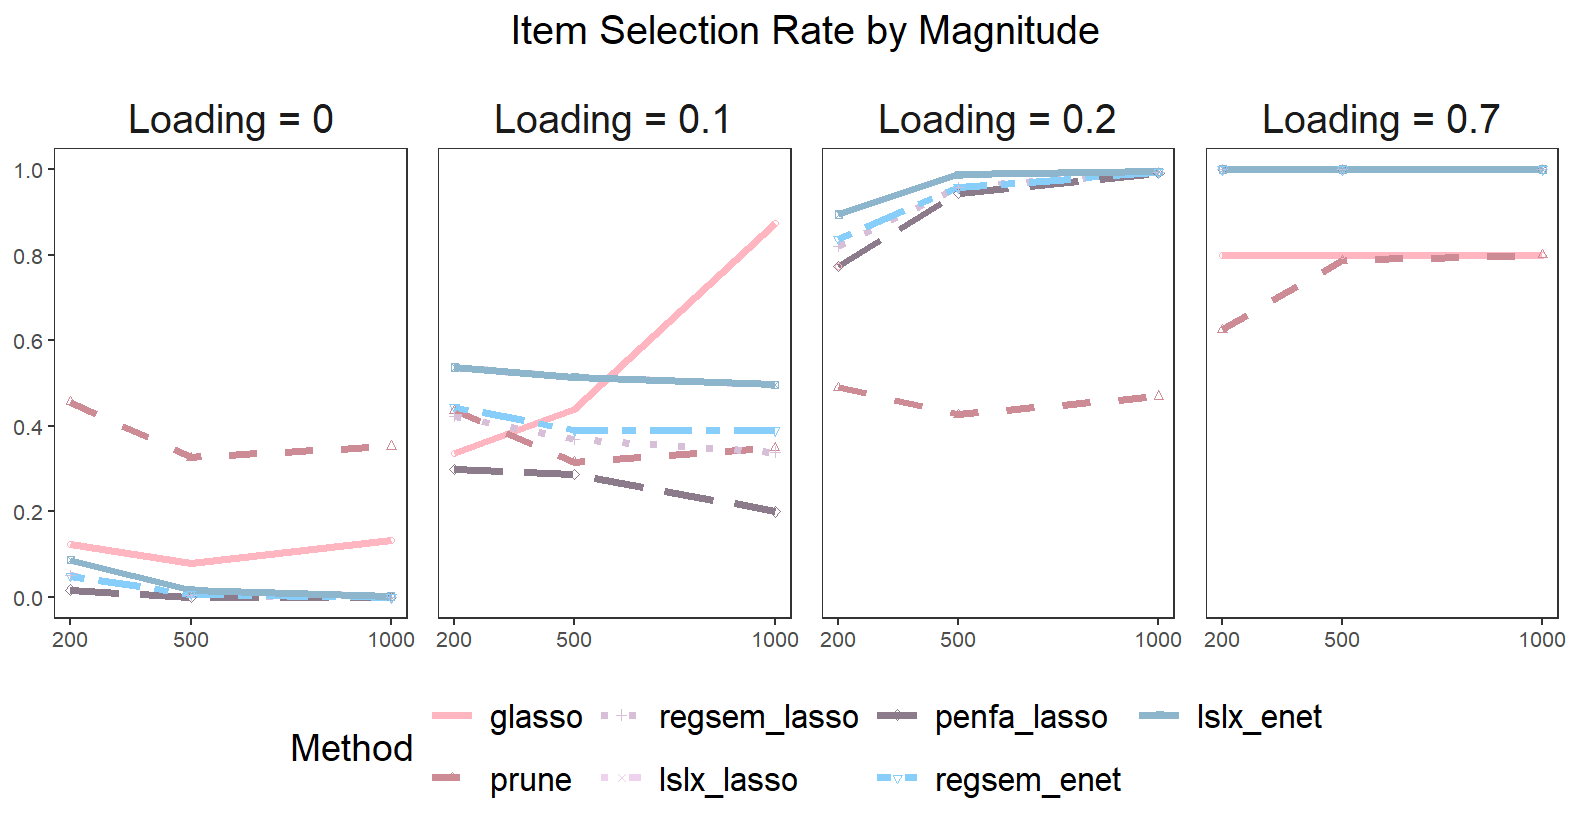 Item Selection Rate by Magnitude
Loading = 0 Loading = 0.1 Loading = 0.2 Loading = 0.7
1.0
0.8
0.6
0.4
0.2
0.0
200 500 1000 200 500 1000 200 500 1000 200 500 1000
Method
glasso regsem_lasso penfa_lasso lslx_enet
prune lslx_lasso regsem_enet